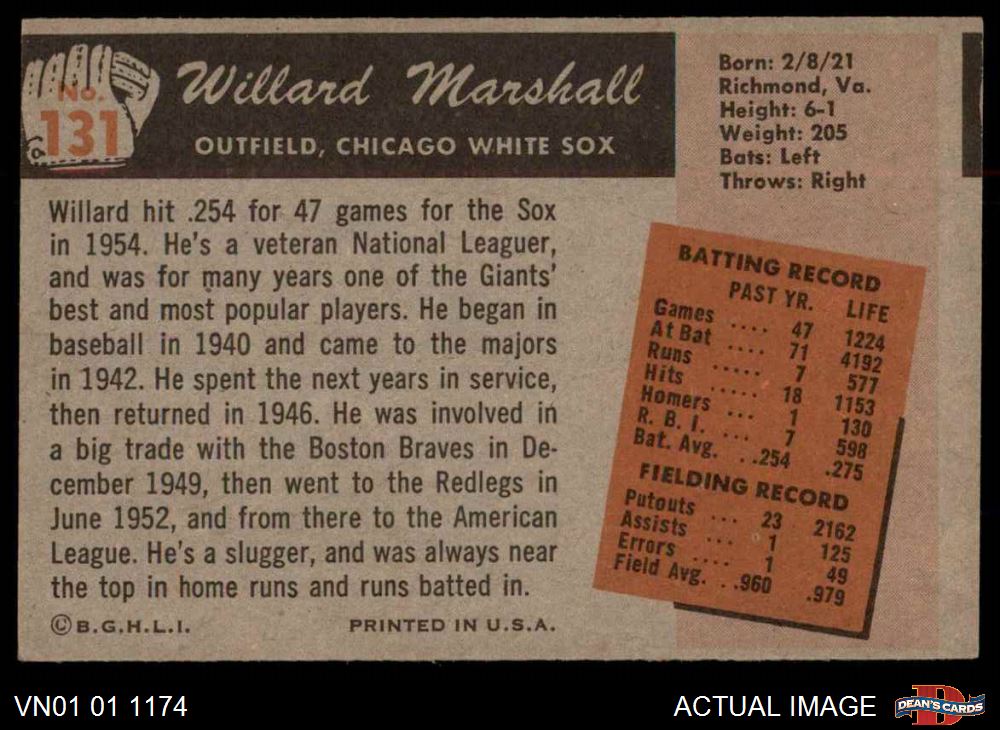 No.
131
Willard Marshall
OUTFIELD, CHICAGO WHITE SOX
Born: 2/8/21
Richmond, Va.
Height: 6-1
Weight: 205
Bats: Left
Throws: Right
Willard hit .254 for 47 games for the Sox
in 1954. He's a veteran National Leaguer,
and was for many years one of the Giants'
best and most popular players. He began in
baseball in 1940 and came to the majors
in 1942. He spent the next years in service,
then returned in 1946. He was involved in
a big trade with the Boston Braves in De-
cember 1949, then went to the Redlegs in
June 1952, and from there to the American
League. He's a slugger, and was always near
the top in home runs and runs batted in.
©B.G.H.L.I. PRINTED IN U.S.A.
BATTING RECORD
PAST YR. LIFE
Games .... 47 1224
At Bat .... 71 4192
Runs ..... 7 577
Hits .... 18 1153
Homers ... 1 130
R. B. I. ... 7 598
Bat. Avg. . .254 .275
FIELDING RECORD
Putouts ... 23 2162
Assists ... 1 125
Errors .... 1 49
Field Avg. . .960 .979
VN01 01 1174 ACTUAL IMAGE
D
DEAN'S CARDS